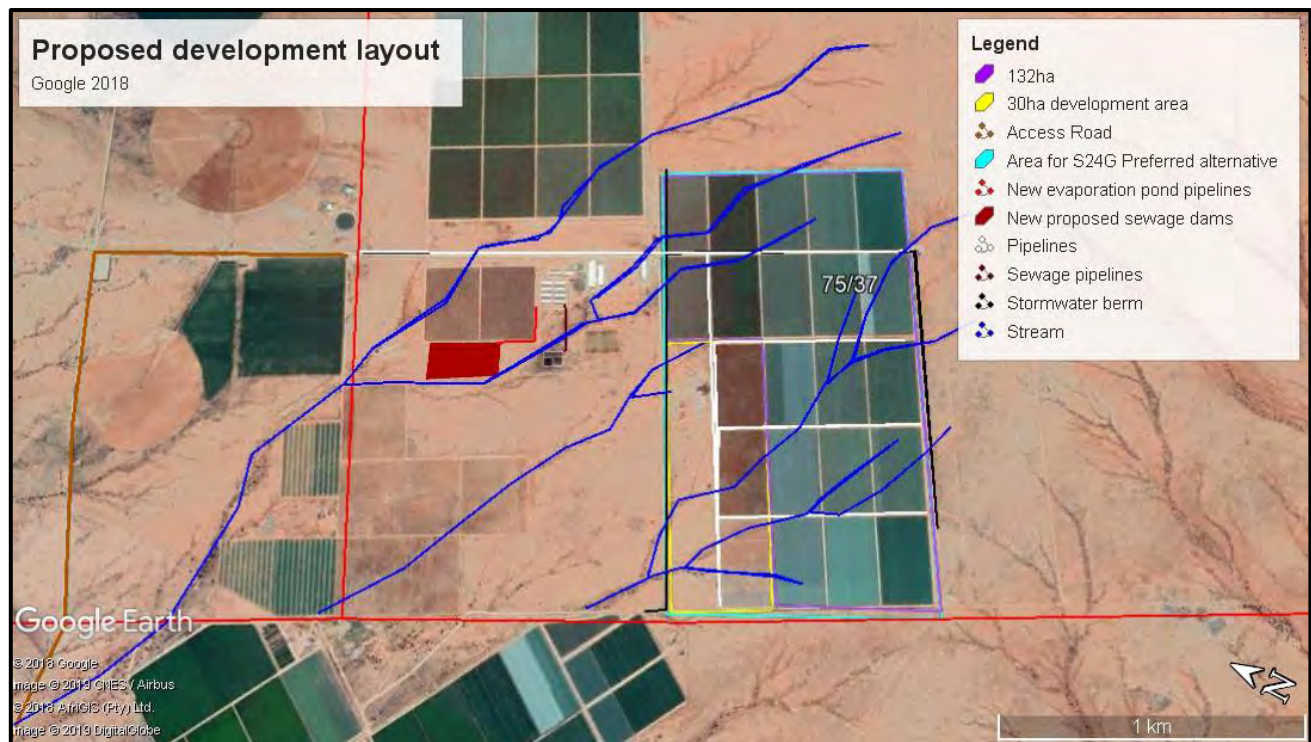 Proposed development layout
Google 2018
Legend
132ha
30ha development area
Access Road
Area for S24G Preferred alternative
New evaporation pond pipelines
New proposed sewage dams
Pipelines
Sewage pipelines
Stormwater berm
Stream
75/37
Google Earth
© 2018 Google
mage © 2019 CNES / Airbus
© 2018 AfriGIS (Pty) Ltd.
mage © 2019 DigitalGlobe
N
1 km